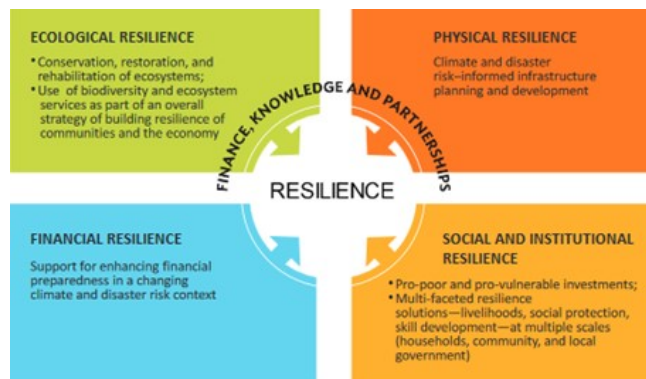 ECOLOGICAL RESILIENCE
• Conservation, restoration, and
rehabilitation of ecosystems;
• Use of biodiversity and ecosystem
services as part of an overall
strategy of building resilience of
communities and the economy
PHYSICAL RESILIENCE
Climate and disaster
risk–informed infrastructure
planning and development
FINANCE, KNOWLEDGE AND PARTNERSHIPS
RESILIENCE
FINANCIAL RESILIENCE
Support for enhancing financial
preparedness in a changing
climate and disaster risk context
SOCIAL AND INSTITUTIONAL
RESILIENCE
• Pro-poor and pro-vulnerable investments;
• Multi-faceted resilience
solutions—livelihoods, social protection,
skill development—at multiple scales
(households, community, and local
government)